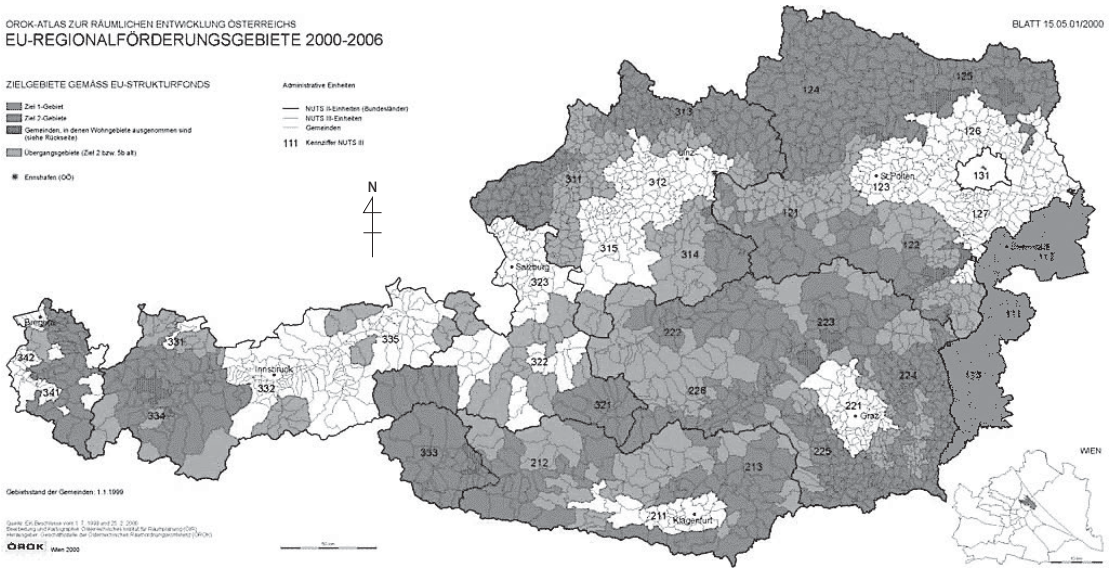 ÖROK-ATLAS ZUR RÄUMLICHEN ENTWICKLUNG ÖSTERREICHS
BLATT 15.05.01/2000
EU-REGIONALFÖRDERUNGSGEBIETE 2000-2006
ZIELGEBIETE GEMÄSS EU-STRUKTURFONDS
Ziel 1-Gebiet
Ziel 2-Gebiete
Gemeinden, in denen Wohngebiete ausgenommen sind
(siehe Rückseite)
Übergangsgebiete (Ziel 2 bzw. 5b alt)
Ennshafen (OÖ)
Administrative Einheiten
NUTS II-Einheiten (Bundesländer)
NUTS III-Einheiten
Gemeinden
111 Kennziffer NUTS III
N
125
124
313
126
Linz
131
311
312
St.Pölten
123
121
127
122
315
314
Salzburg
323
111
222
223
Bregenz
331
335
342
322
224
Innsbruck
332
341
334
226
321
221
Graz
333
212
213
225
211
Klagenfurt
WIEN
Gebietsstand der Gemeinden: 1.1.1999
ÖROK Wien 2000